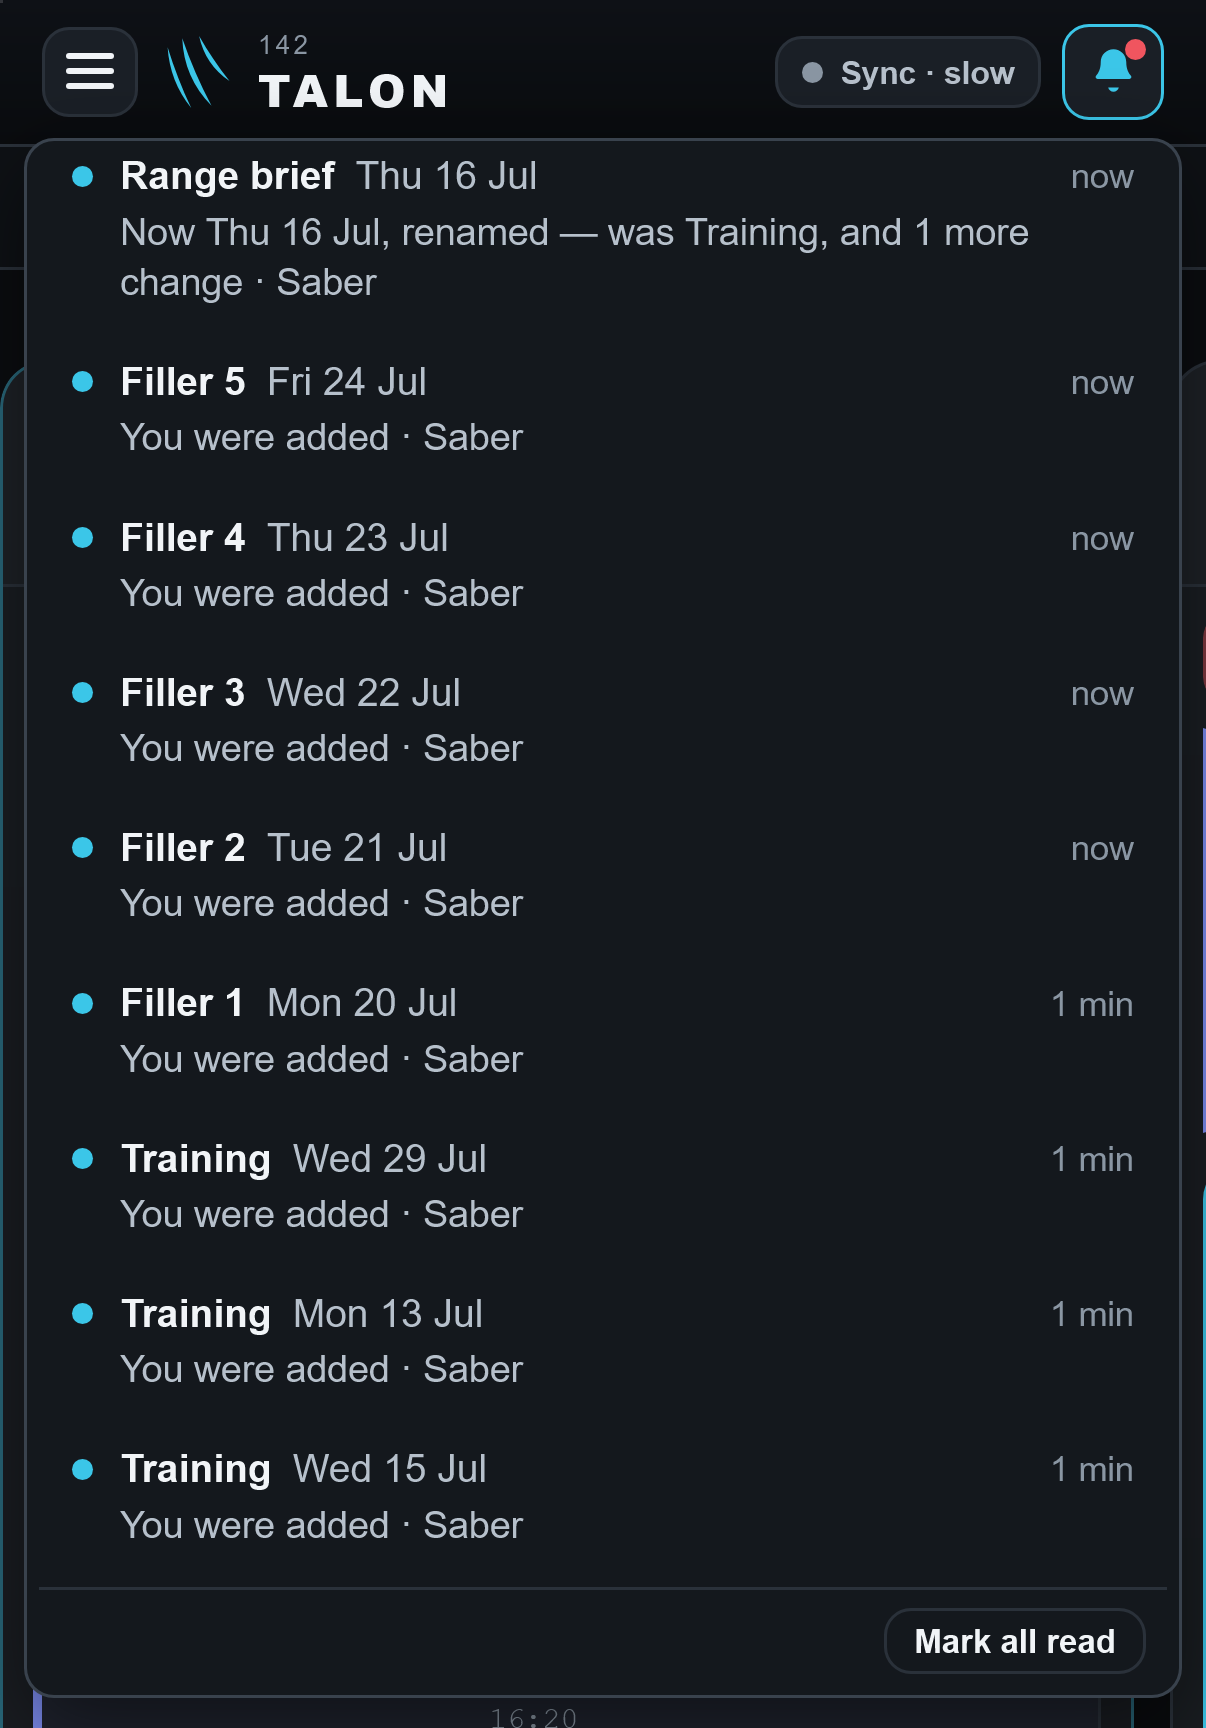 142
TALON
Sync · slow
Range brief Thu 16 Jul now
Now Thu 16 Jul, renamed — was Training, and 1 more
change · Saber
Filler 5 Fri 24 Jul now
You were added · Saber
Filler 4 Thu 23 Jul now
You were added · Saber
Filler 3 Wed 22 Jul now
You were added · Saber
Filler 2 Tue 21 Jul now
You were added · Saber
Filler 1 Mon 20 Jul 1 min
You were added · Saber
Training Wed 29 Jul 1 min
You were added · Saber
Training Mon 13 Jul 1 min
You were added · Saber
Training Wed 15 Jul 1 min
You were added · Saber
Mark all read
16:20